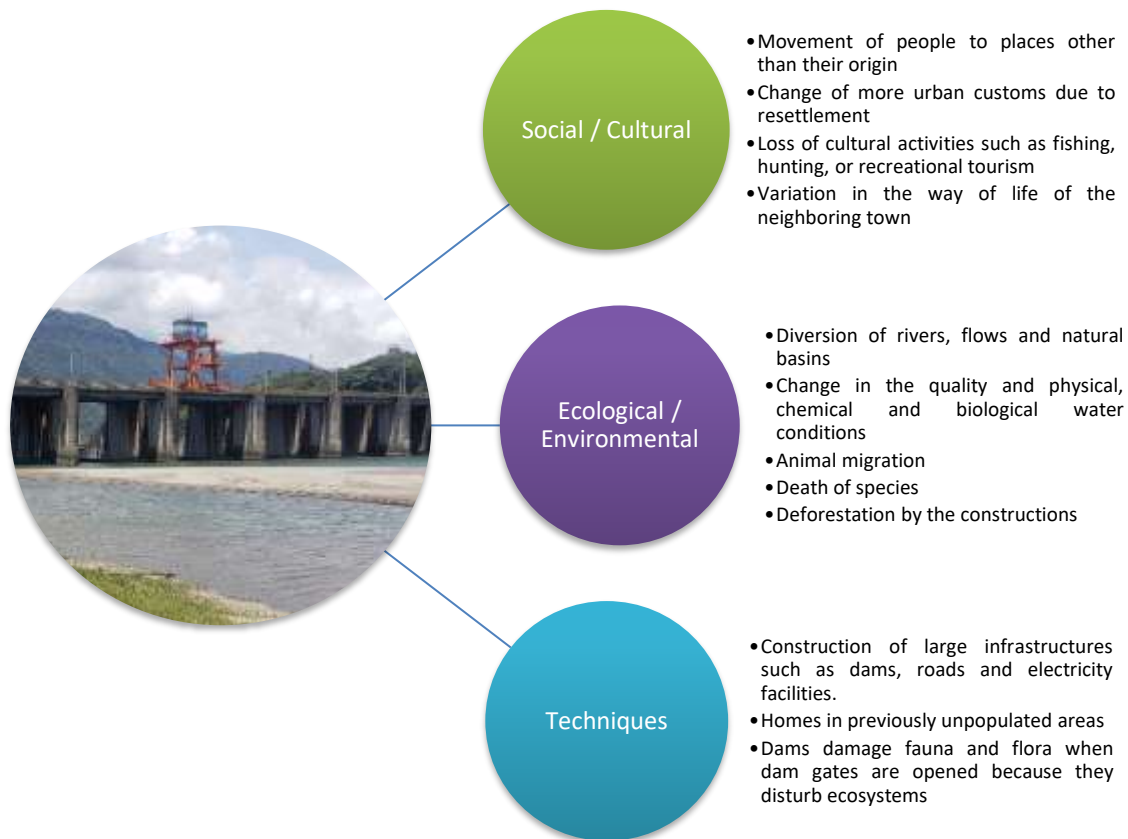 Social / Cultural
•Movement of people to places other
than their origin
•Change of more urban customs due to
resettlement
•Loss of cultural activities such as fishing,
hunting, or recreational tourism
•Variation in the way of life of the
neighboring town
Ecological /
Environmental
•Diversion of rivers, flows and natural
basins
•Change in the quality and physical,
chemical and biological water
conditions
•Animal migration
•Death of species
•Deforestation by the constructions
Techniques
•Construction of large infrastructures
such as dams, roads and electricity
facilities.
•Homes in previously unpopulated areas
•Dams damage fauna and flora when
dam gates are opened because they
disturb ecosystems